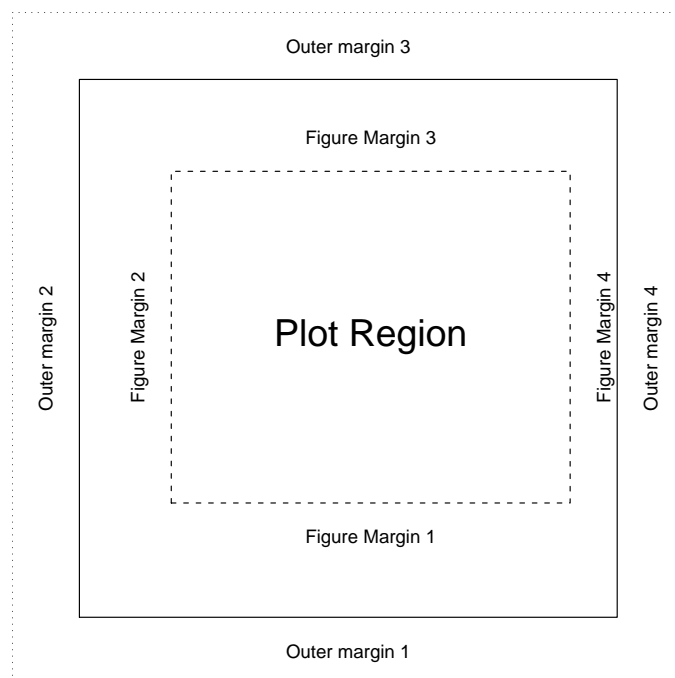 Outer margin 3
Figure Margin 3
Outer margin 2
Figure Margin 2
Plot Region
Figure Margin 4
Outer margin 4
Figure Margin 1
Outer margin 1